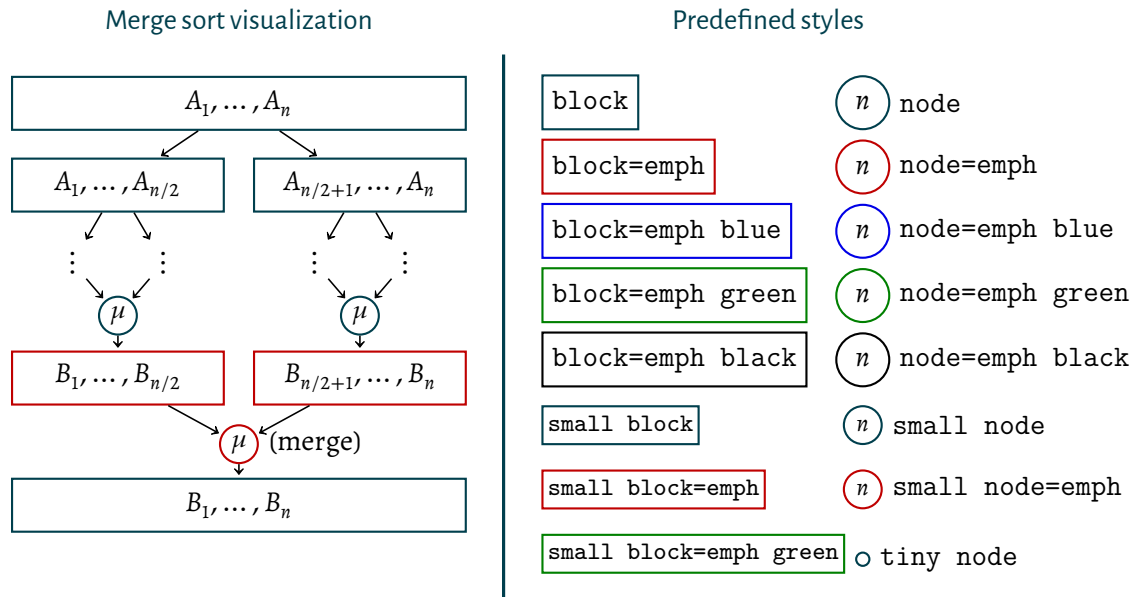 Merge sort visualization
A₁, …, Aₙ
A₁, …, Aₙ/₂
Aₙ/₂₊₁, …, Aₙ
⋮ ⋮ ⋮ ⋮
μ μ
B₁, …, Bₙ/₂
Bₙ/₂₊₁, …, Bₙ
μ (merge)
B₁, …, Bₙ
Predefined styles
block
n node
block=emph
n node=emph
block=emph blue
n node=emph blue
block=emph green
n node=emph green
block=emph black
n node=emph black
small block
n small node
small block=emph
n small node=emph
small block=emph green
tiny node